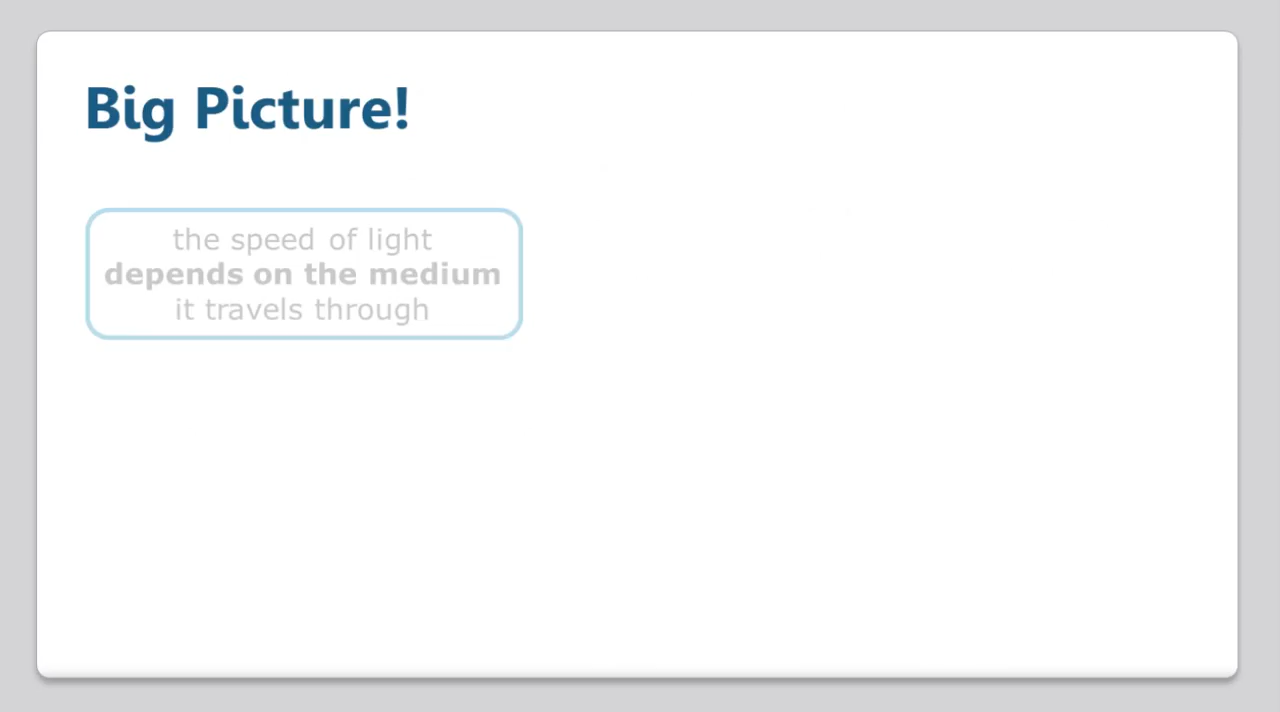 Big Picture!
the speed of light
depends on the medium
it travels through